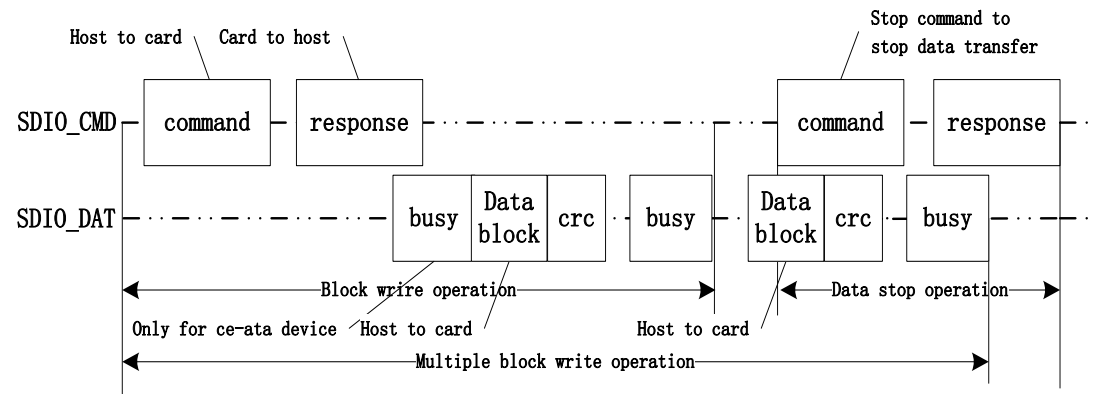 Stop command to
stop data transfer
Host to card
Card to host
SDIO_CMD
command
response
command
response
SDIO_DAT
busy
Data
block
crc
busy
Data
block
crc
busy
Block wrire operation
Data stop operation
Only for ce-ata device
Host to card
Host to card
Multiple block write operation